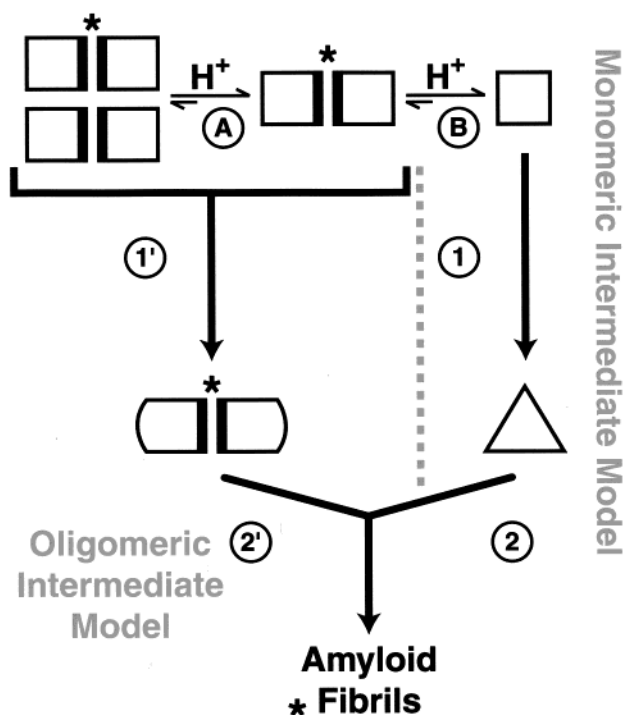 *
*
H+
H+
A
B
Monomeric Intermediate Model
1'
1
*
Oligomeric
Intermediate
Model
2'
2
Amyloid
* Fibrils